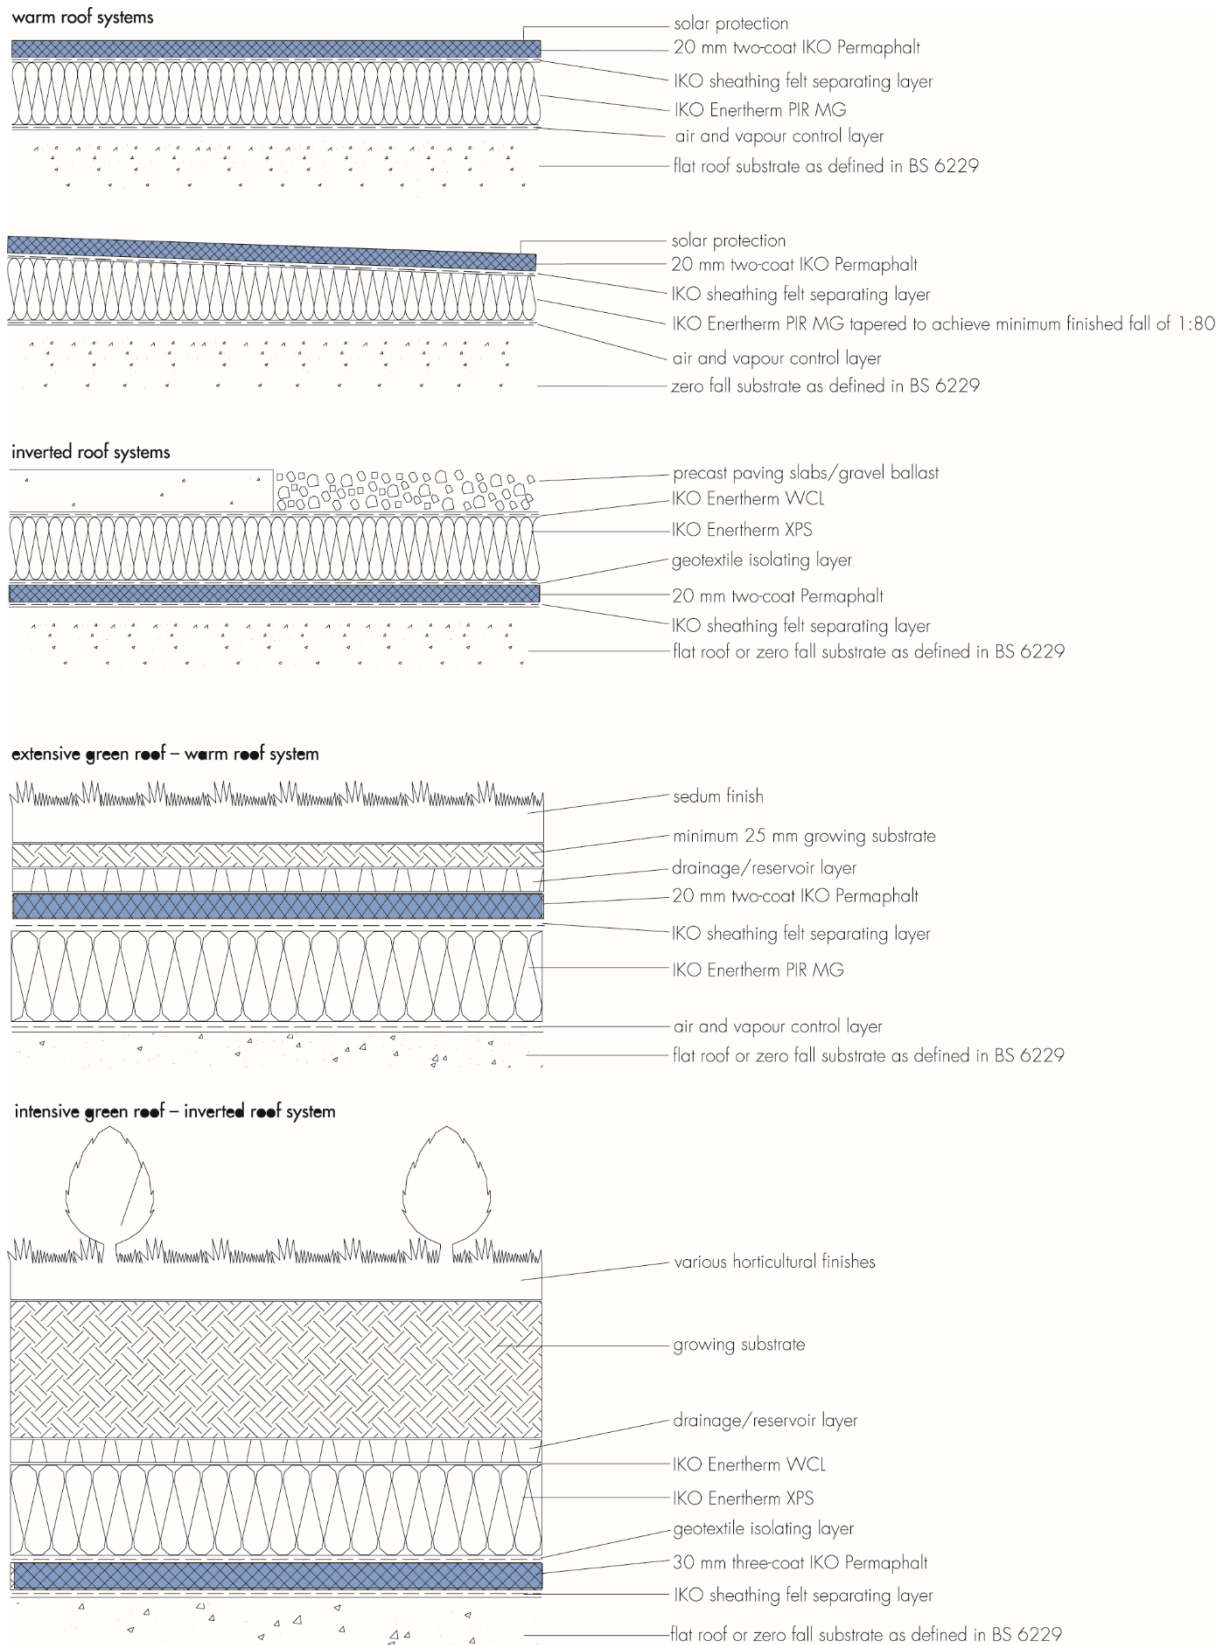 warm roof systems
solar protection
20 mm two-coat IKO Permaphalt
IKO sheathing felt separating layer
IKO Enertherm PIR MG
air and vapour control layer
flat roof substrate as defined in BS 6229
solar protection
20 mm two-coat IKO Permaphalt
IKO sheathing felt separating layer
IKO Enertherm PIR MG tapered to achieve minimum finished fall of 1:80
air and vapour control layer
zero fall substrate as defined in BS 6229
inverted roof systems
precast paving slabs/gravel ballast
IKO Enertherm WCL
IKO Enertherm XPS
geotextile isolating layer
20 mm two-coat Permaphalt
IKO sheathing felt separating layer
flat roof or zero fall substrate as defined in BS 6229
extensive green roof – warm roof system
sedum finish
minimum 25 mm growing substrate
drainage/reservoir layer
20 mm two-coat IKO Permaphalt
IKO sheathing felt separating layer
IKO Enertherm PIR MG
air and vapour control layer
flat roof or zero fall substrate as defined in BS 6229
intensive green roof – inverted roof system
various horticultural finishes
growing substrate
drainage/reservoir layer
IKO Enertherm WCL
IKO Enertherm XPS
geotextile isolating layer
30 mm three-coat IKO Permaphalt
IKO sheathing felt separating layer
flat roof or zero fall substrate as defined in BS 6229